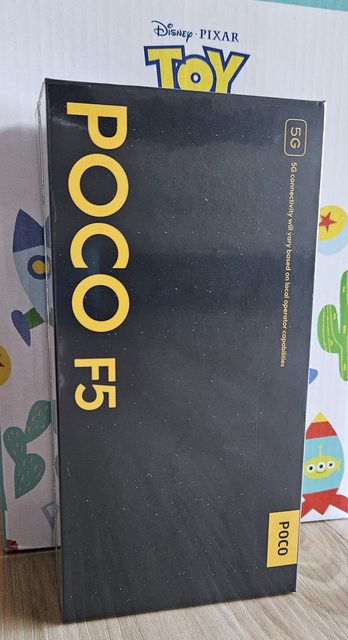 Disney · PIXAR
TOY
POCO F5
5G
5G connectivity will vary based on local operator capabilities
POCO